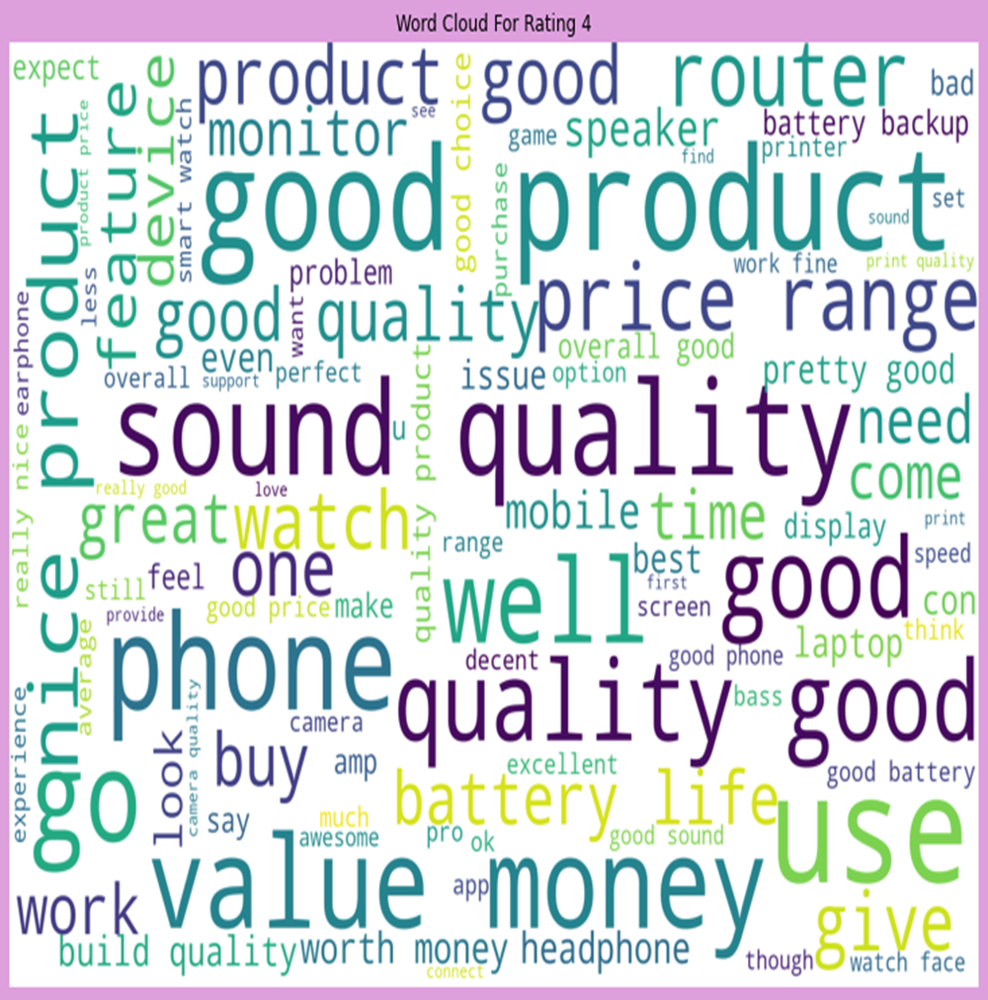 Word Cloud For Rating 4
expect
product
good
router
bad
see
monitor
game
speaker
battery backup
find
printer
good choice
device
feature
smart watch
product price
good product
set
sound
purchase
work fine
print quality
problem
less
want
good quality
price range
overall good
even
overall
support
perfect
issue
option
pretty good
earphone
nice product
sound quality
u
need
come
really good
love
great
watch
mobile
time
display
print
quality product
really nice
range
best
speed
one
feel
first
well
good
still
good price
make
screen
con
provide
think
average
phone
decent
good phone
laptop
quality good
bass
camera
experience
look
camera quality
buy
amp
excellent
good battery
go
battery life
use
say
much
awesome
pro
ok
good sound
value money
app
work
give
build quality
worth money
headphone
though
watch face
connect